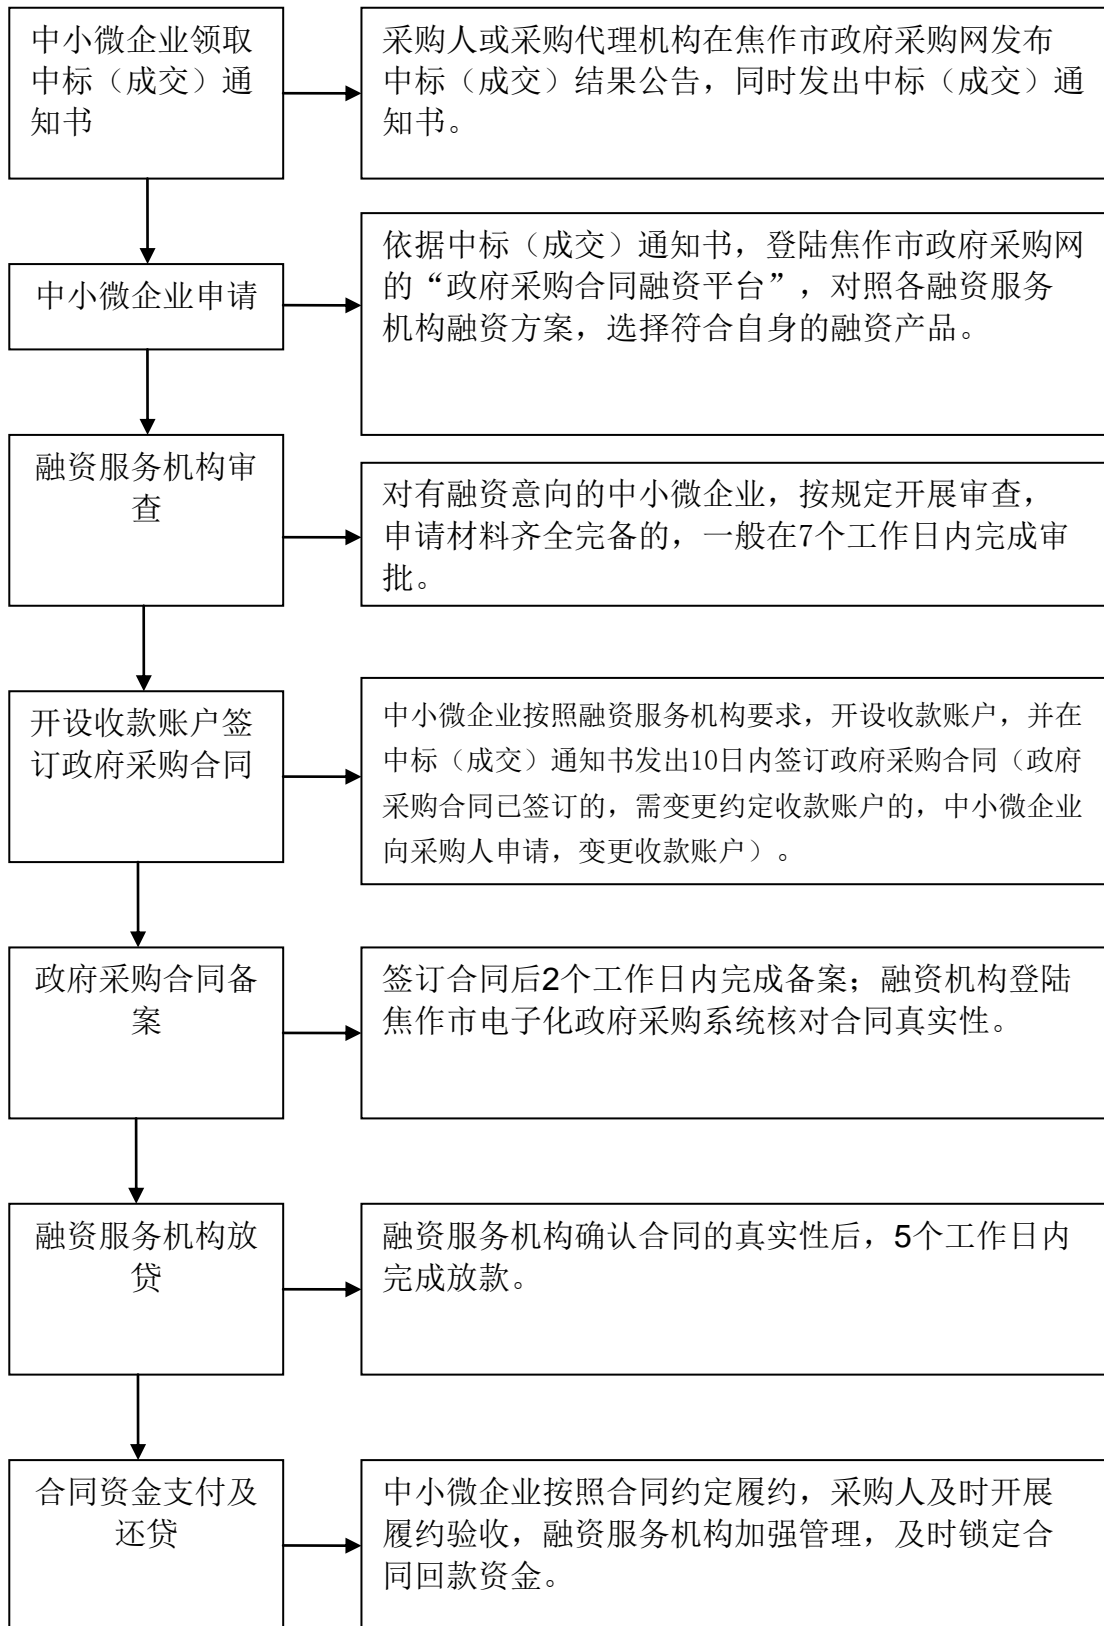 中小微企业领取
中标（成交）通
知书
采购人或采购代理机构在焦作市政府采购网发布
中标（成交）结果公告，同时发出中标（成交）通
知书。
中小微企业申请
依据中标（成交）通知书，登陆焦作市政府采购网
的“政府采购合同融资平台”，对照各融资服务
机构融资方案，选择符合自身的融资产品。
融资服务机构审
查
对有融资意向的中小微企业，按规定开展审查，
申请材料齐全完备的，一般在7个工作日内完成审
批。
开设收款账户签
订政府采购合同
中小微企业按照融资服务机构要求，开设收款账户，并在
中标（成交）通知书发出10日内签订政府采购合同（政府
采购合同已签订的，需变更约定收款账户的，中小微企业
向采购人申请，变更收款账户）。
政府采购合同备
案
签订合同后2个工作日内完成备案；融资机构登陆
焦作市电子化政府采购系统核对合同真实性。
融资服务机构放
贷
融资服务机构确认合同的真实性后，5个工作日内
完成放款。
合同资金支付及
还贷
中小微企业按照合同约定履约，采购人及时开展
履约验收，融资服务机构加强管理，及时锁定合
同回款资金。